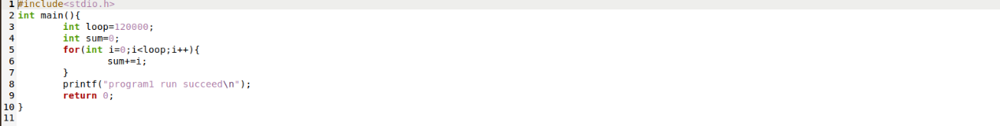 1 #include<stdio.h>
2 int main(){
3 int loop=120000;
4 int sum=0;
5 for(int i=0;i<loop;i++){
6 sum+=i;
7 }
8 printf("program1 run succeed\n");
9 return 0;
10 }
11